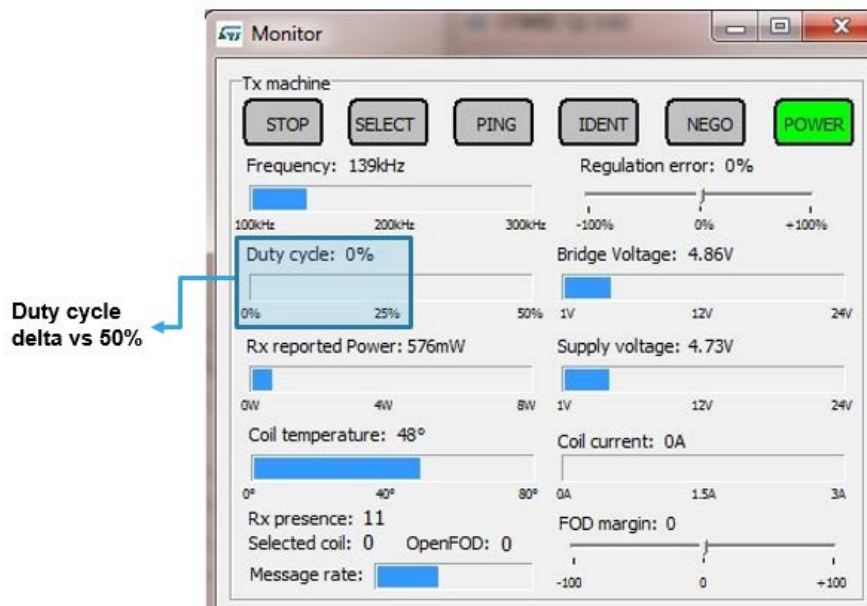 Monitor
Tx machine
STOP SELECT PING IDENT NEGO POWER
Frequency: 139kHz
100kHz 200kHz 300kHz
Regulation error: 0%
-100% 0% +100%
Duty cycle: 0%
0% 25% 50%
Bridge Voltage: 4.86V
1V 12V 24V
Duty cycle
delta vs 50%
Rx reported Power: 576mW
0W 4W 8W
Supply voltage: 4.73V
1V 12V 24V
Coil temperature: 48°
0° 40° 80°
Coil current: 0A
0A 1.5A 3A
Rx presence: 11
Selected coil: 0 OpenFOD: 0
Message rate:
FOD margin: 0
-100 0 +100